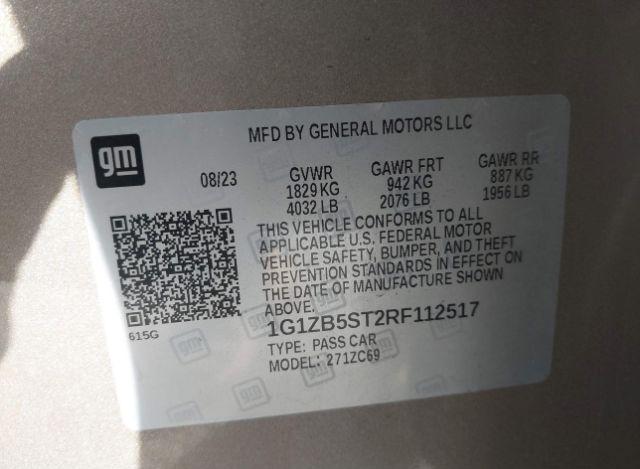 gm
MFD BY GENERAL MOTORS LLC
08/23 GVWR GAWR FRT GAWR RR
1829 KG 942 KG 887 KG
4032 LB 2076 LB 1956 LB
THIS VEHICLE CONFORMS TO ALL
APPLICABLE U.S. FEDERAL MOTOR
VEHICLE SAFETY, BUMPER, AND THEFT
PREVENTION STANDARDS IN EFFECT ON
THE DATE OF MANUFACTURE SHOWN
ABOVE.
615G
1G1ZB5ST2RF112517
TYPE: PASS CAR
MODEL: 271ZC69